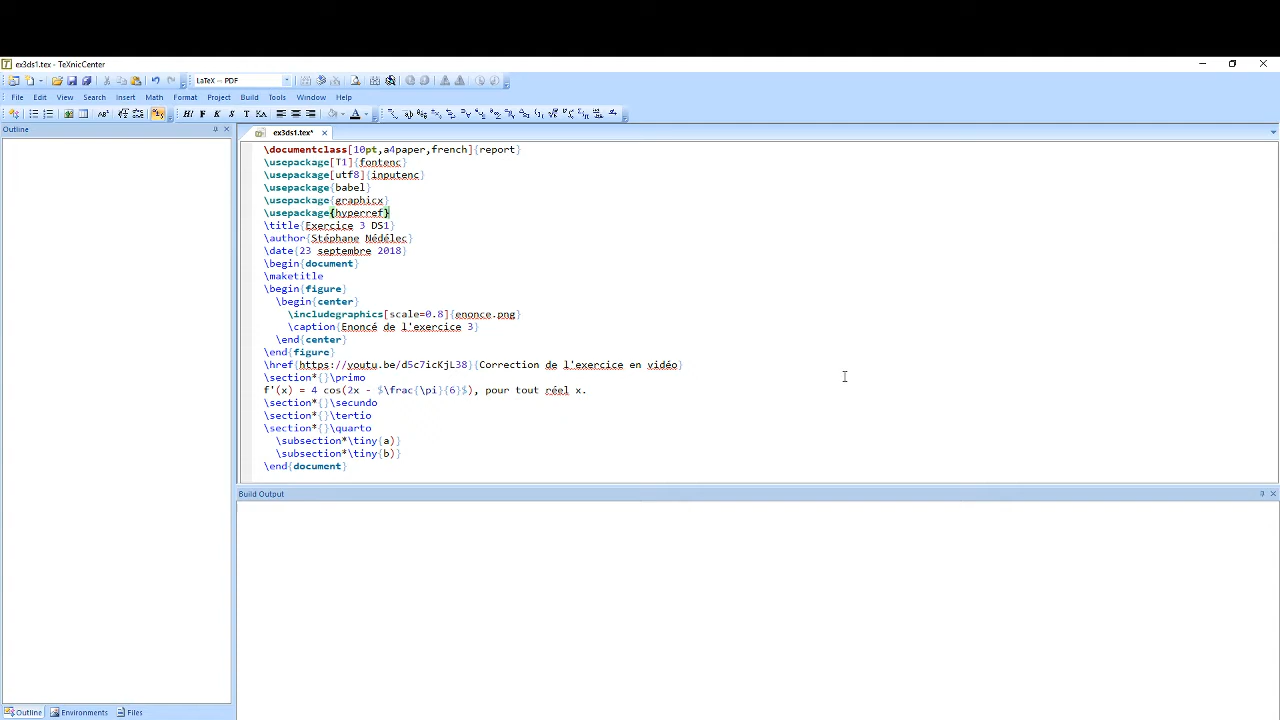 ex3ds1.tex - TeXnicCenter
LaTeX → PDF
File Edit View Search Insert Math Format Project Build Tools Window Help
Outline
ex3ds1.tex*
\documentclass[10pt,a4paper,french]{report}
\usepackage[T1]{fontenc}
\usepackage[utf8]{inputenc}
\usepackage{babel}
\usepackage{graphicx}
\usepackage{hyperref}
\title{Exercice 3 DS1}
\author{Stéphane Nédélec}
\date{23 septembre 2018}
\begin{document}
\maketitle
\begin{figure}
\begin{center}
\includegraphics[scale=0.8]{enonce.png}
\caption{Enoncé de l'exercice 3}
\end{center}
\end{figure}
\href{https://youtu.be/d5c7icKjL38}{Correction de l'exercice en vidéo}
\section*{}\primo
f'(x) = 4 cos(2x - $\frac{\pi}{6}$), pour tout réel x.
\section*{}\secundo
\section*{}\tertio
\section*{}\quarto
\subsection*\tiny{a)}
\subsection*\tiny{b)}
\end{document}
Build Output
Outline Environments Files